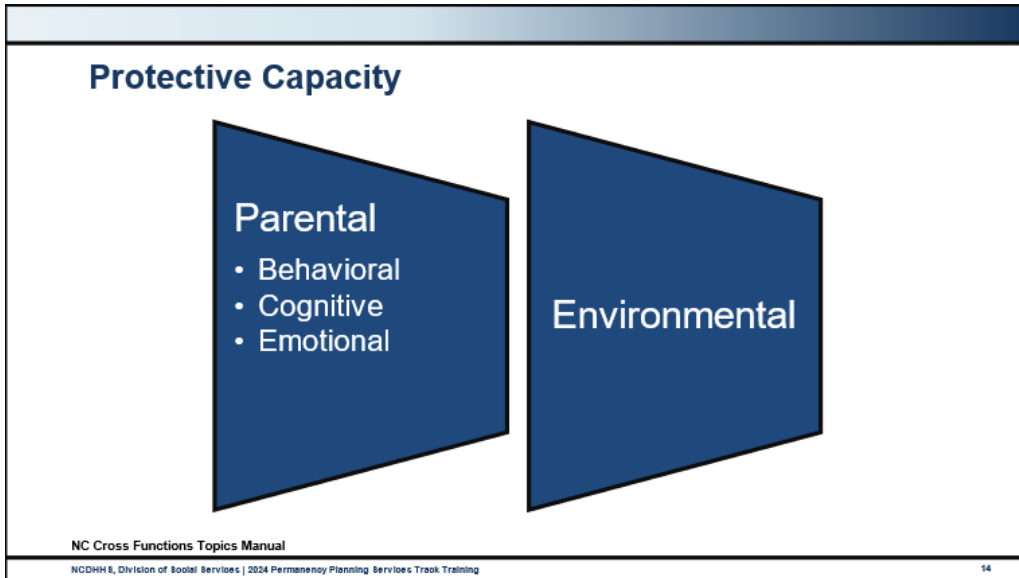 Protective Capacity
Parental
• Behavioral
• Cognitive
• Emotional
Environmental
NC Cross Functions Topics Manual
NCDHHS, Division of Social Services | 2024 Permanency Planning Services Track Training
14